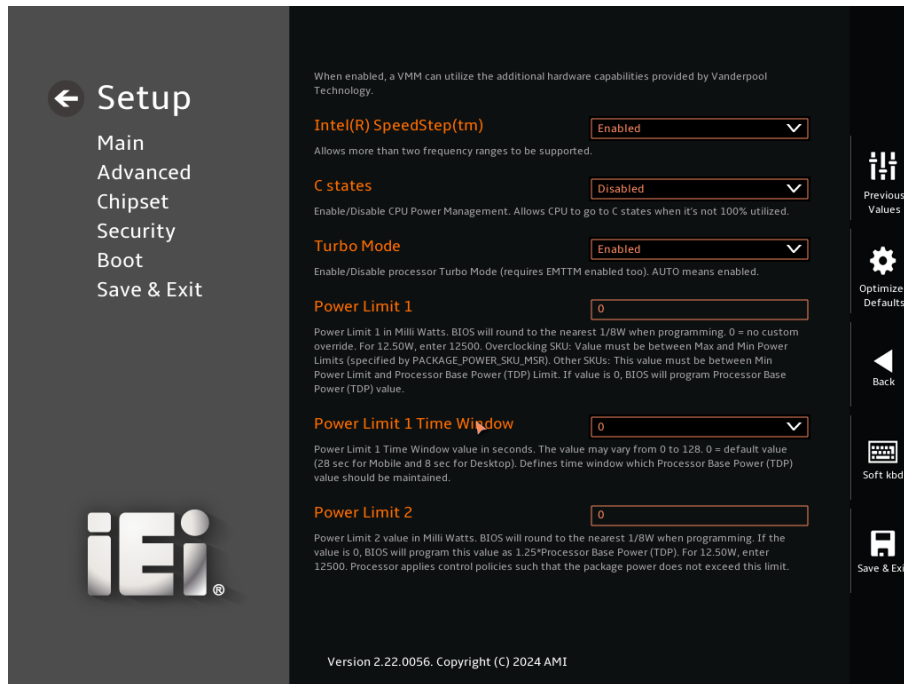 Setup
Main
Advanced
Chipset
Security
Boot
Save & Exit
iEi®
When enabled, a VMM can utilize the additional hardware capabilities provided by Vanderpool
Technology.
Intel(R) SpeedStep(tm)
Enabled
Allows more than two frequency ranges to be supported.
C states
Disabled
Enable/Disable CPU Power Management. Allows CPU to go to C states when it's not 100% utilized.
Turbo Mode
Enabled
Enable/Disable processor Turbo Mode (requires EMTTM enabled too). AUTO means enabled.
Power Limit 1
0
Power Limit 1 in Milli Watts. BIOS will round to the nearest 1/8W when programming. 0 = no custom
override. For 12.50W, enter 12500. Overclocking SKU: Value must be between Max and Min Power
Limits (specified by PACKAGE_POWER_SKU_MSR). Other SKUs: This value must be between Min
Power Limit and Processor Base Power (TDP) Limit. If value is 0, BIOS will program Processor Base
Power (TDP) value.
Power Limit 1 Time Window
0
Power Limit 1 Time Window value in seconds. The value may vary from 0 to 128. 0 = default value
(28 sec for Mobile and 8 sec for Desktop). Defines time window which Processor Base Power (TDP)
value should be maintained.
Power Limit 2
0
Power Limit 2 value in Milli Watts. BIOS will round to the nearest 1/8W when programming. If the
value is 0, BIOS will program this value as 1.25*Processor Base Power (TDP). For 12.50W, enter
12500. Processor applies control policies such that the package power does not exceed this limit.
Version 2.22.0056. Copyright (C) 2024 AMI
Previous
Values
Optimize
Defaults
Back
Soft kbd
Save & Exi